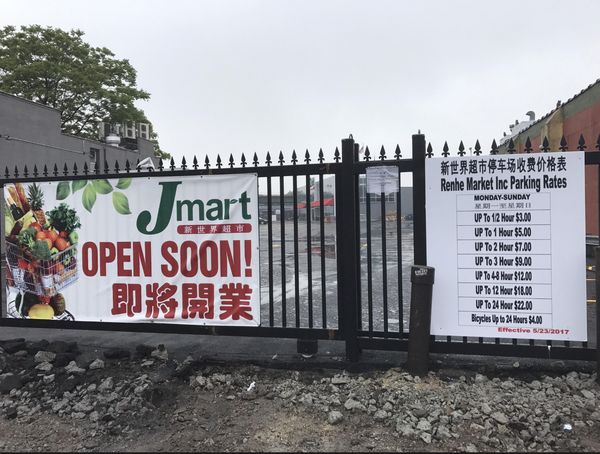 Jmart
新世界超市
OPEN SOON!
即將開業
新世界超市停车场收费价格表
Renhe Market Inc Parking Rates
MONDAY-SUNDAY
星期一至星期日
UP To 1/2 Hour $3.00
UP To 1 Hour $5.00
UP To 2 Hour $7.00
UP To 3 Hour $9.00
UP To 4-8 Hour $12.00
UP To 12 Hour $18.00
UP To 24 Hour $22.00
Bicycles Up to 24 Hours $4.00
Effective 5/23/2017